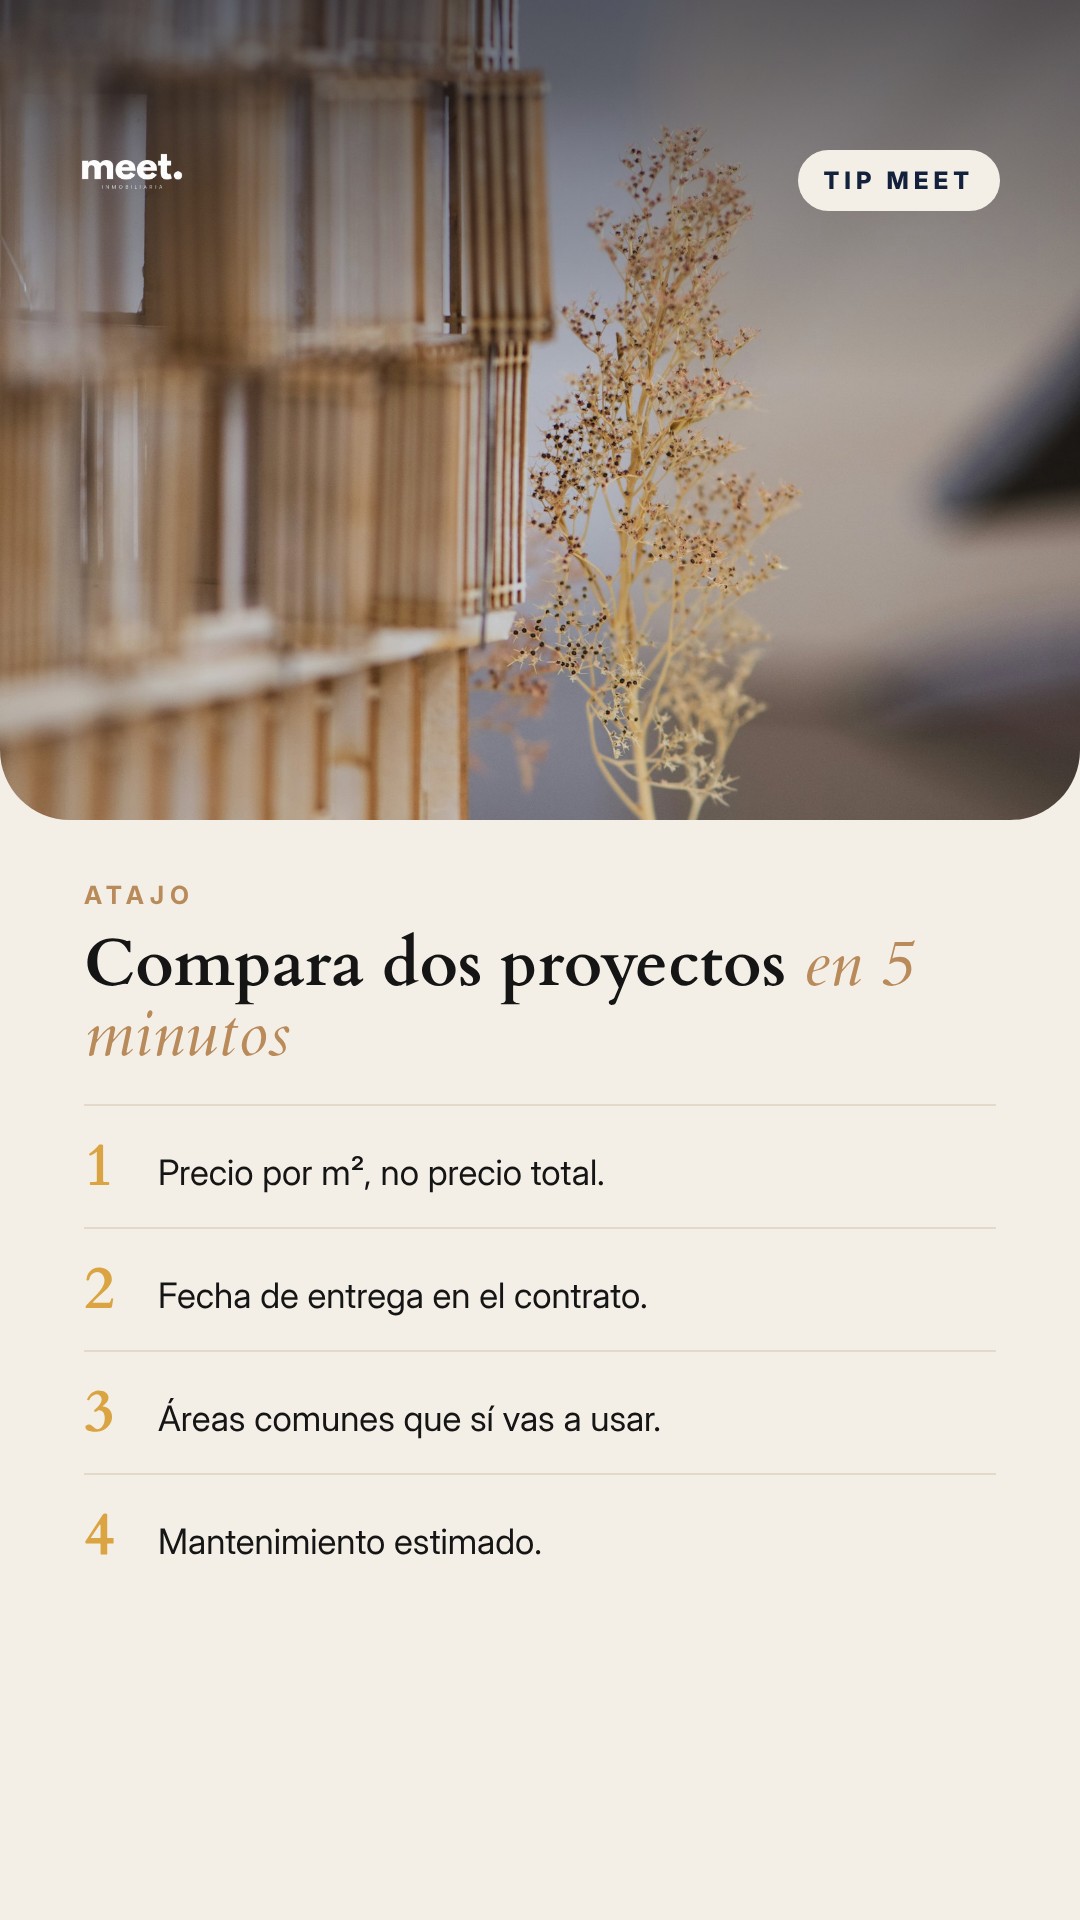 meet.
INMOBILIARIA
TIP MEET
ATAJO
Compara dos proyectos en 5
minutos
1 Precio por m², no precio total.
2 Fecha de entrega en el contrato.
3 Áreas comunes que sí vas a usar.
4 Mantenimiento estimado.